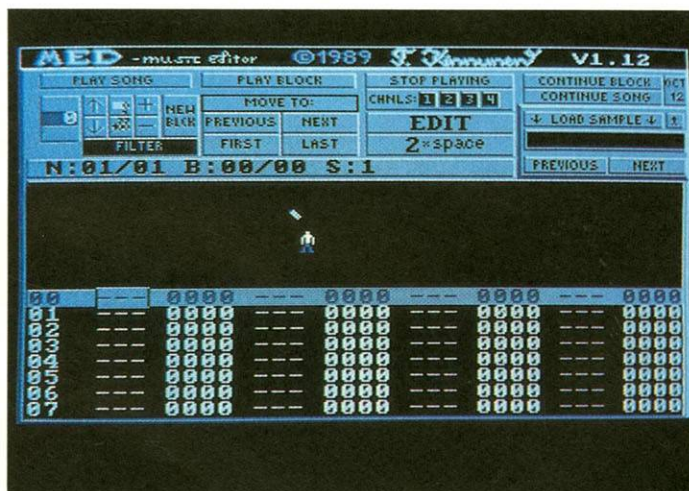 MED - music editor ©1989 T. Kinnunen V1.12
PLAY SONG PLAY BLOCK STOP PLAYING CONTINUE BLOCK OCT
0 NEW BLCK MOVE TO: CHNLS: 1 2 3 4 CONTINUE SONG 12
PREVIOUS NEXT EDIT LOAD SAMPLE
FILTER FIRST LAST 2*space PREVIOUS NEXT
N:01/01 B:00/00 S:1
00 --- 0000 --- 0000 --- 0000 --- 0000
01 --- 0000 --- 0000 --- 0000 --- 0000
02 --- 0000 --- 0000 --- 0000 --- 0000
03 --- 0000 --- 0000 --- 0000 --- 0000
04 --- 0000 --- 0000 --- 0000 --- 0000
05 --- 0000 --- 0000 --- 0000 --- 0000
06 --- 0000 --- 0000 --- 0000 --- 0000
07 --- 0000 --- 0000 --- 0000 --- 0000